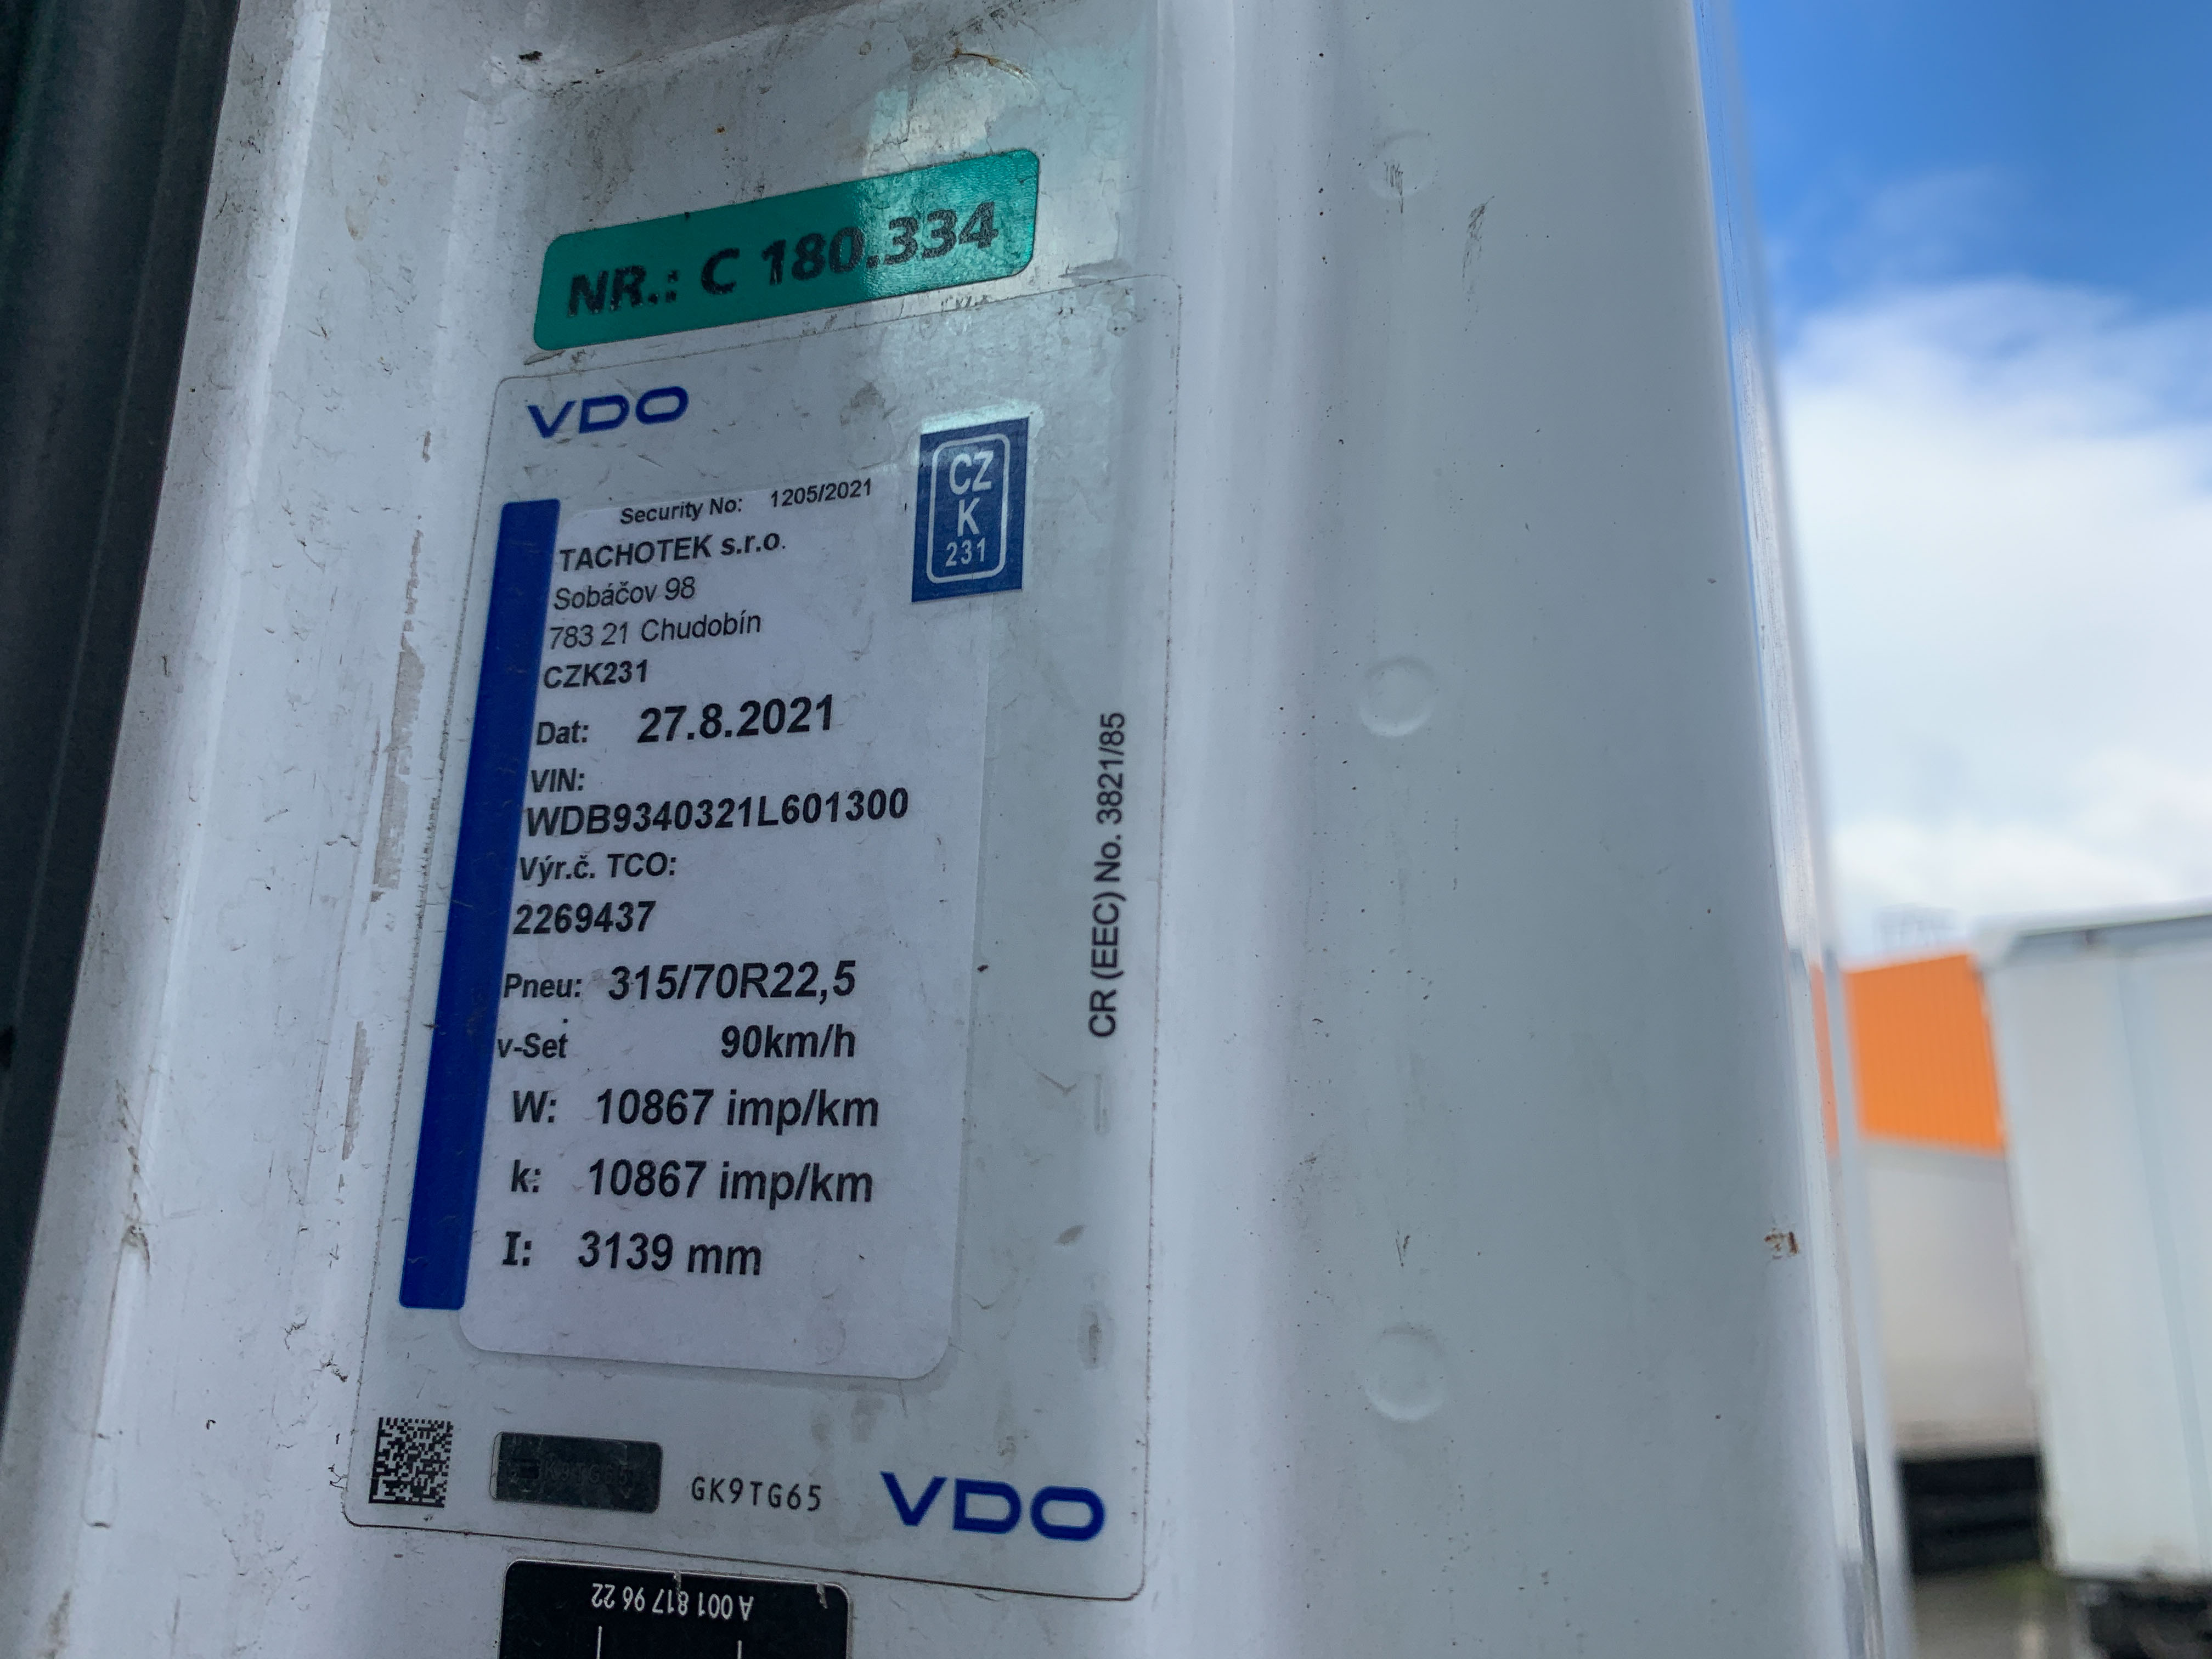 NR.: C 180.334
VDO
CZ
K
231
Security No: 1205/2021
TACHOTEK s.r.o.
Sobáčov 98
783 21 Chudobín
CZK231
Dat: 27.8.2021
VIN:
WDB9340321L601300
Výr.č. TCO:
2269437
Pneu: 315/70R22,5
v-Set 90km/h
W: 10867 imp/km
k: 10867 imp/km
I: 3139 mm
CR (EEC) No. 3821/85
GK9TG65
VDO
A 001 817 96 22